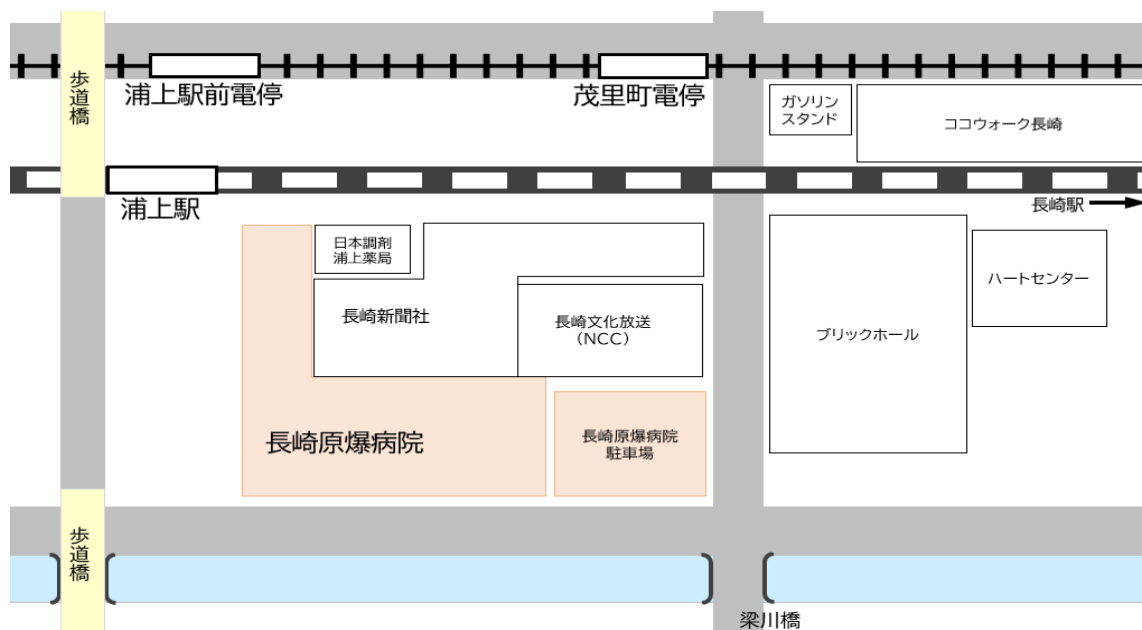 歩道橋
浦上駅前電停
茂里町電停
ガソリン
スタンド
ココウォーク長崎
浦上駅
長崎駅
日本調剤
浦上薬局
長崎新聞社
長崎文化放送
(NCC)
ブリックホール
ハートセンター
長崎原爆病院
長崎原爆病院
駐車場
歩道橋
梁川橋